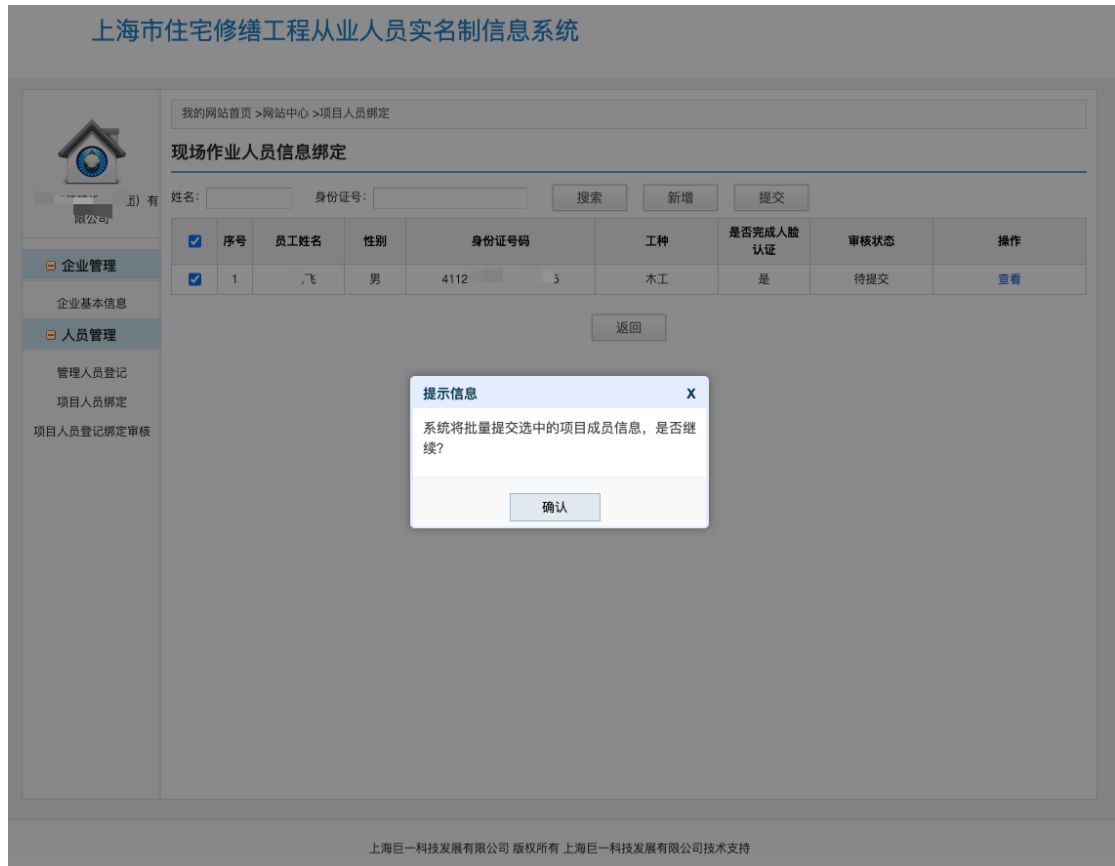 上海市住宅修缮工程从业人员实名制信息系统
我的网站首页 >网站中心 >项目人员绑定
现场作业人员信息绑定
) 有
限公司
姓名: 身份证号: 搜索 新增 提交
序号 员工姓名 性别 身份证号码 工种 是否完成人脸认证 审核状态 操作
1 飞 男 4112 木工 是 待提交 查看
返回
企业管理
企业基本信息
人员管理
管理人员登记
项目人员绑定
项目人员登记绑定审核
提示信息 X
系统将批量提交选中的项目成员信息，是否继
续?
确认
上海巨一科技发展有限公司 版权所有 上海巨一科技发展有限公司技术支持